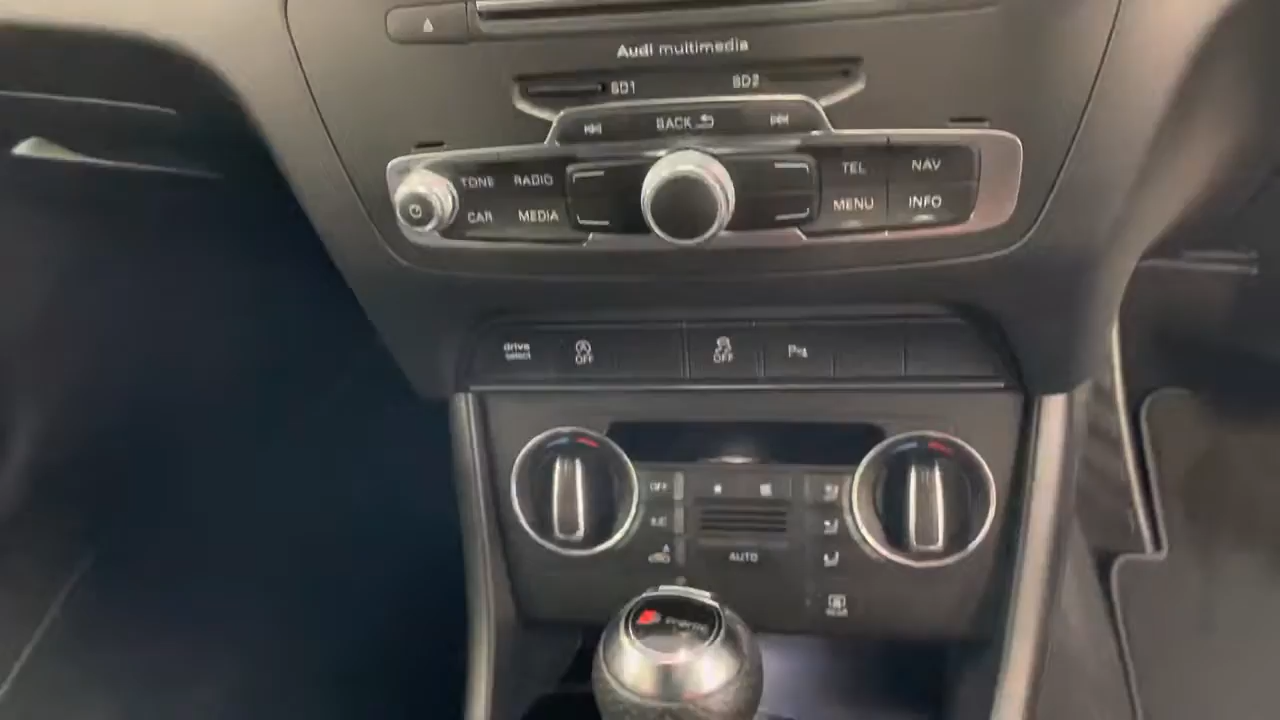 Audi multimedia
SD1 SD2
BACK
TONE RADIO
TEL NAV
CAR MEDIA
MENU INFO
drive
select
OFF
OFF
OFF
A/C
AUTO
REAR